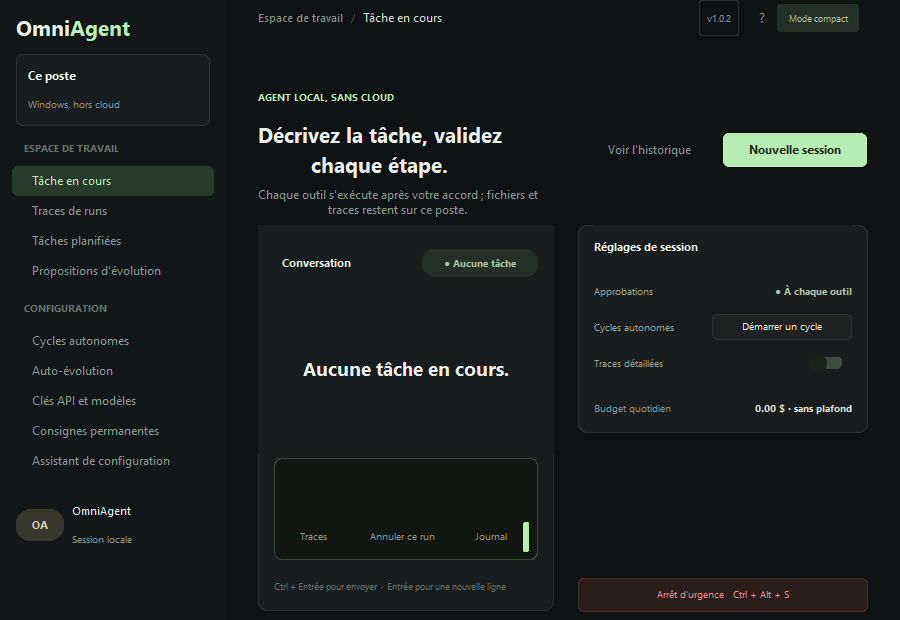 OmniAgent
Ce poste
Windows, hors cloud
ESPACE DE TRAVAIL
Tâche en cours
Traces de runs
Tâches planifiées
Propositions d'évolution
CONFIGURATION
Cycles autonomes
Auto-évolution
Clés API et modèles
Consignes permanentes
Assistant de configuration
OA
OmniAgent
Session locale
Espace de travail / Tâche en cours
v1.0.2
?
Mode compact
AGENT LOCAL, SANS CLOUD
Décrivez la tâche, validez
chaque étape.
Chaque outil s'exécute après votre accord ; fichiers et
traces restent sur ce poste.
Voir l'historique
Nouvelle session
Conversation
● Aucune tâche
Aucune tâche en cours.
Traces
Annuler ce run
Journal
Ctrl + Entrée pour envoyer · Entrée pour une nouvelle ligne
Réglages de session
Approbations
● À chaque outil
Cycles autonomes
Démarrer un cycle
Traces détaillées
Budget quotidien
0.00 $ · sans plafond
Arrêt d'urgence Ctrl + Alt + S